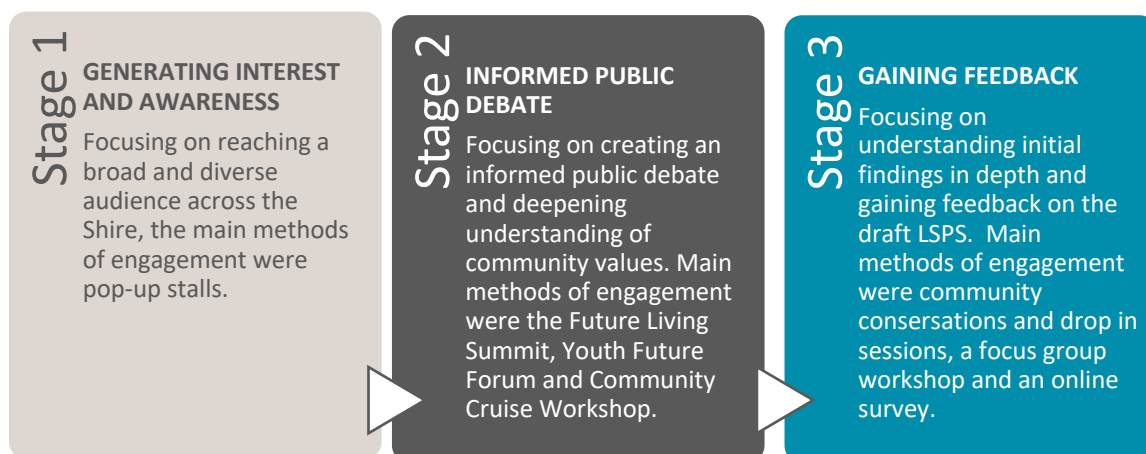 Stage 1
GENERATING INTEREST
AND AWARENESS
Focusing on reaching a
broad and diverse
audience across the
Shire, the main methods
of engagement were
pop-up stalls.
Stage 2
INFORMED PUBLIC
DEBATE
Focusing on creating an
informed public debate
and deepening
understanding of
community values. Main
methods of engagement
were the Future Living
Summit, Youth Future
Forum and Community
Cruise Workshop.
Stage 3
GAINING FEEDBACK
Focusing on
understanding initial
findings in depth and
gaining feedback on the
draft LSPS.  Main
methods of engagement
were community
consersations and drop in
sessions, a focus group
workshop and an online
survey.